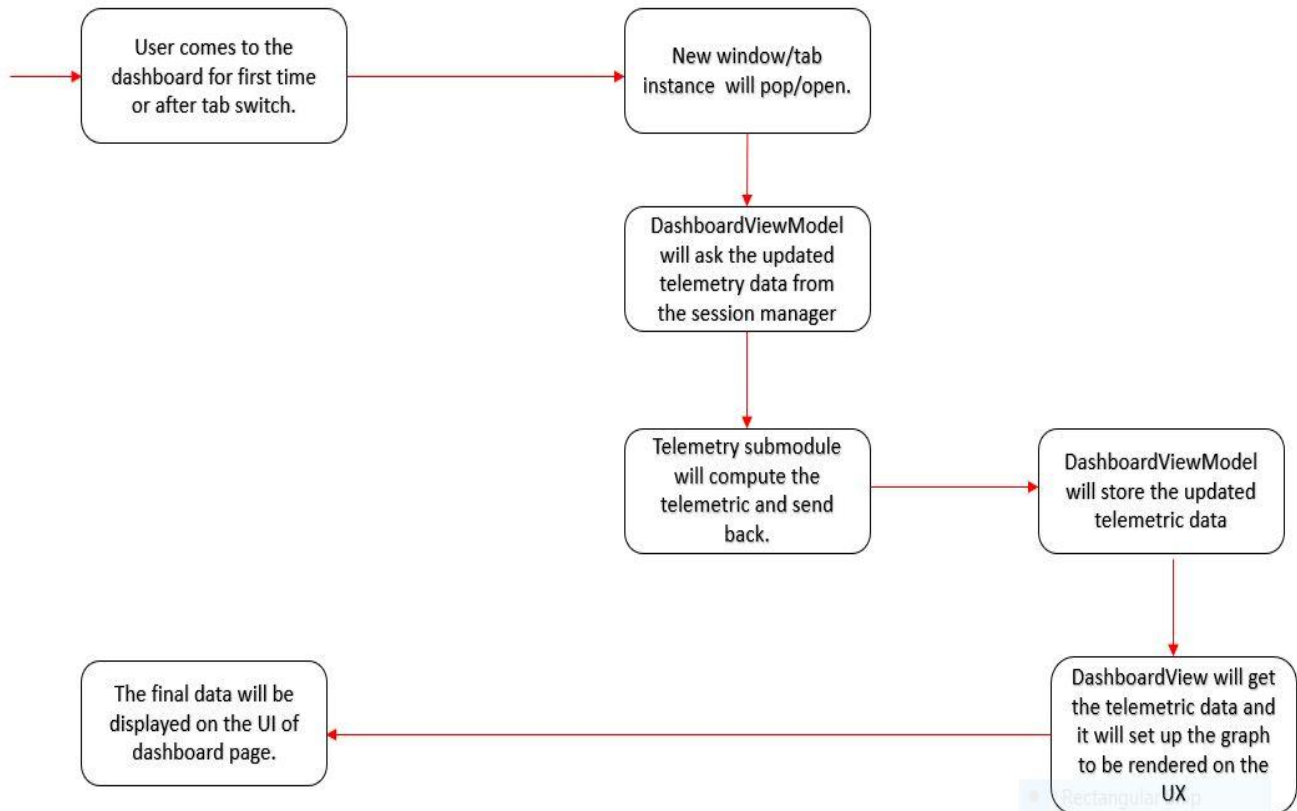 User comes to the
dashboard for first time
or after tab switch.
New window/tab
instance will pop/open.
DashboardViewModel
will ask the updated
telemetry data from
the session manager
Telemetry submodule
will compute the
telemetric and send
back.
DashboardViewModel
will store the updated
telemetric data
DashboardView will get
the telemetric data and
it will set up the graph
to be rendered on the
UX
The final data will be
displayed on the UI of
dashboard page.
Rectangular